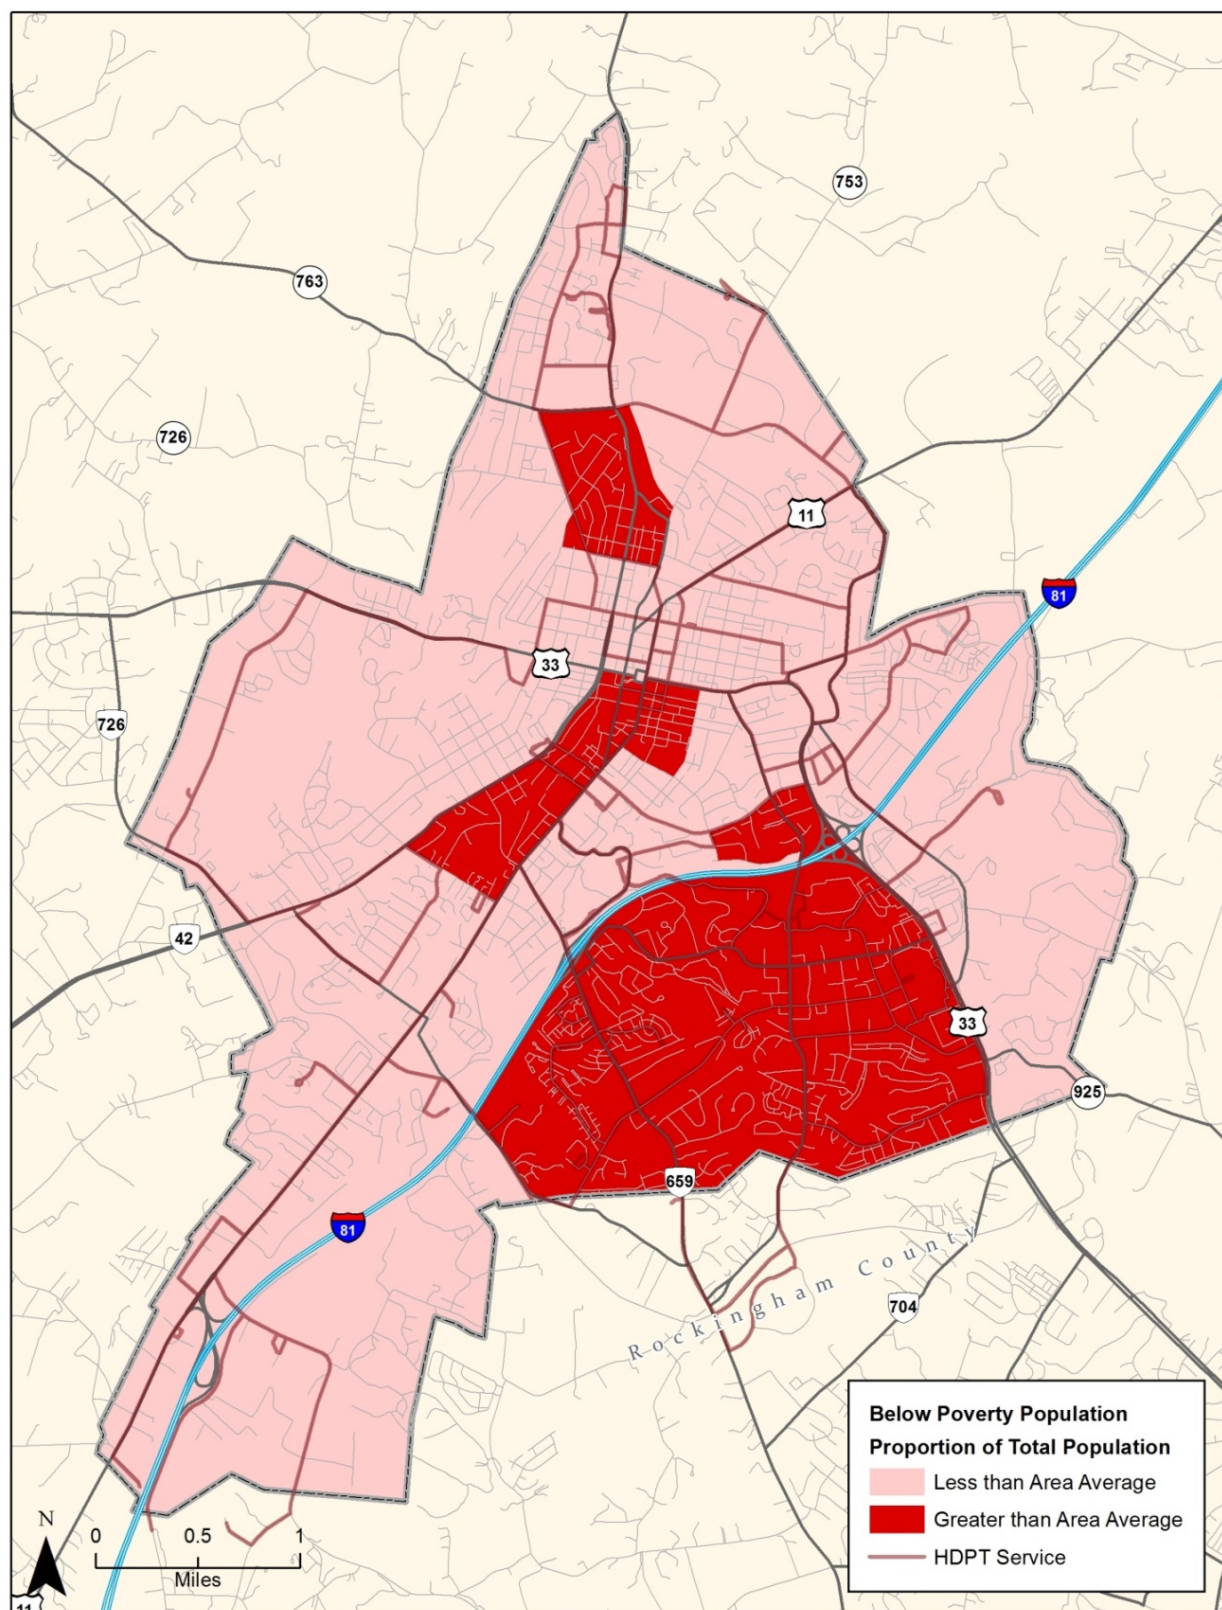 753
763
726
11
81
33
726
42
33
925
659
81
Rockingham County
704
Below Poverty Population
Proportion of Total Population
Less than Area Average
Greater than Area Average
HDPT Service
N
0 0.5 1
Miles
11